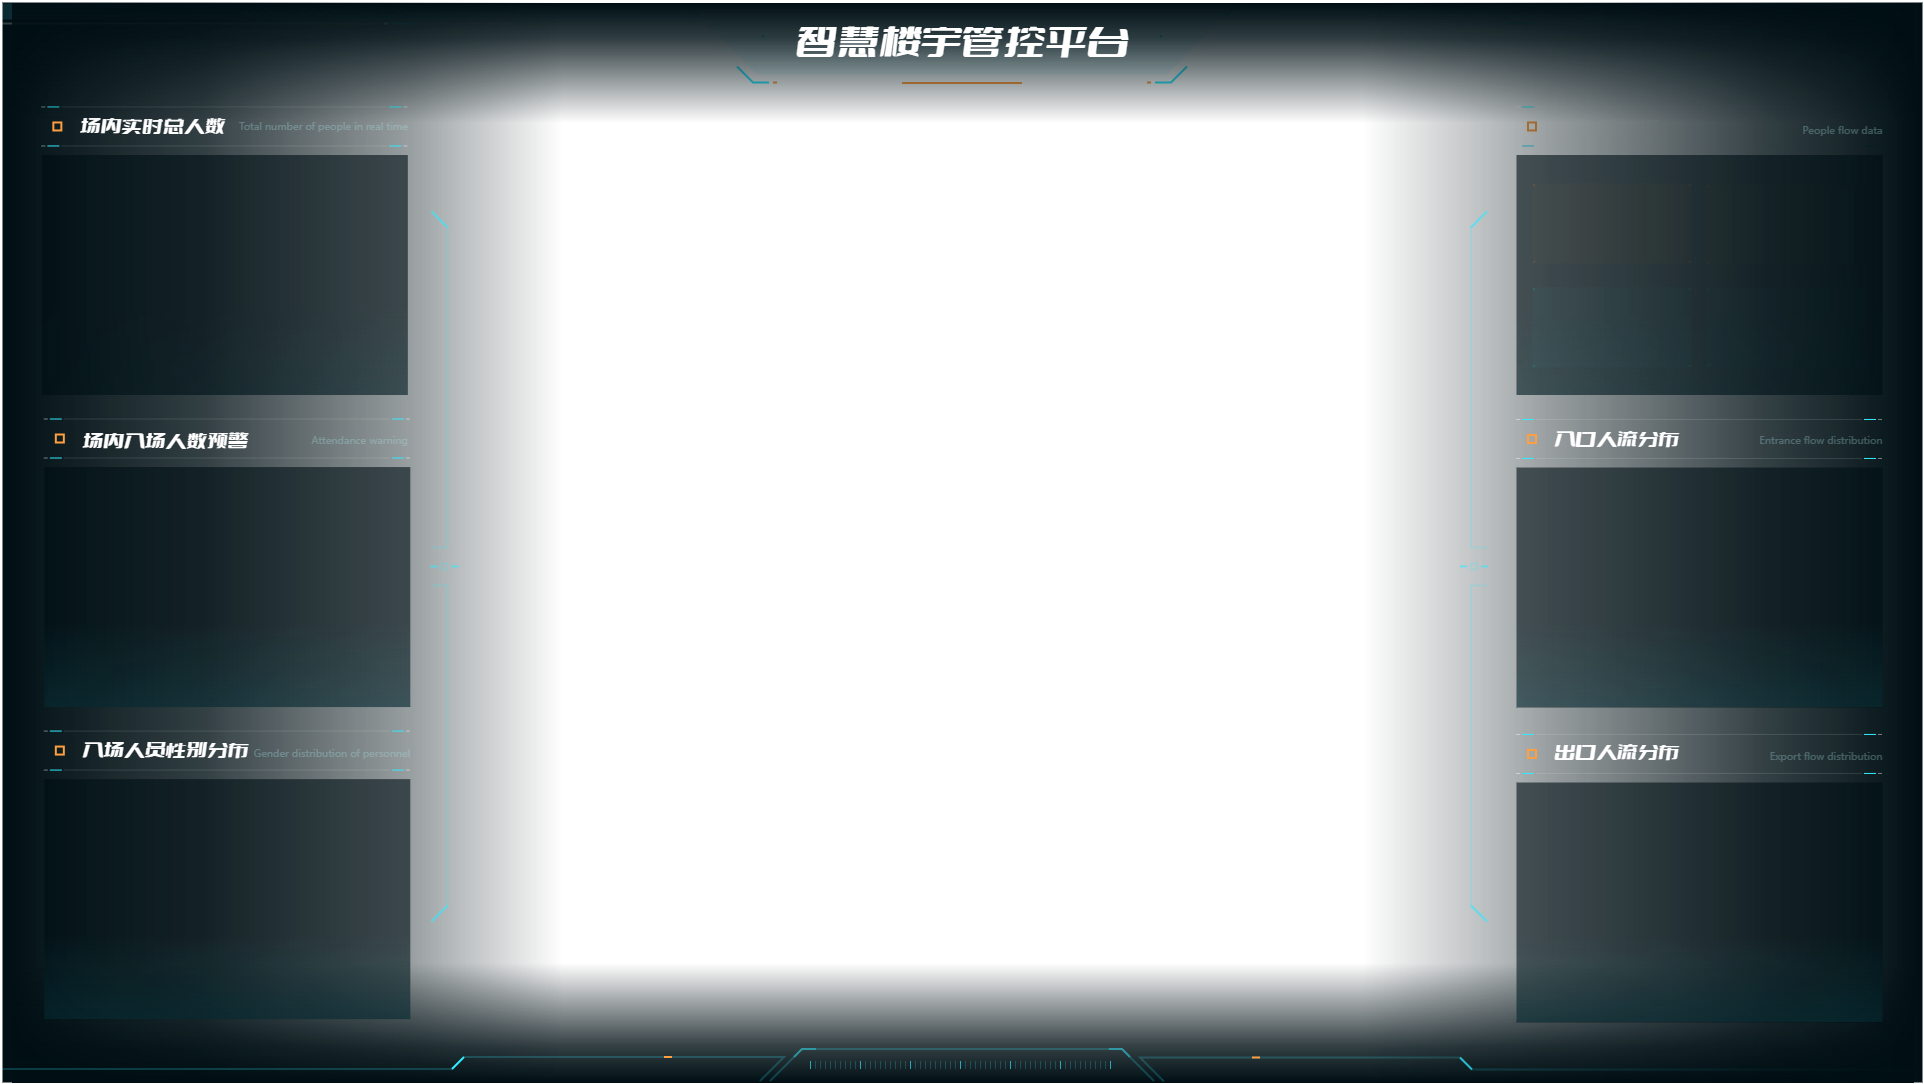 智慧楼宇管控平台
场内实时总人数 Total number of people in real time
People flow data
场内入场人数预警 Attendance warning
入口人流分布 Entrance flow distribution
入场人员性别分布 Gender distribution of personnel
出口人流分布 Export flow distribution